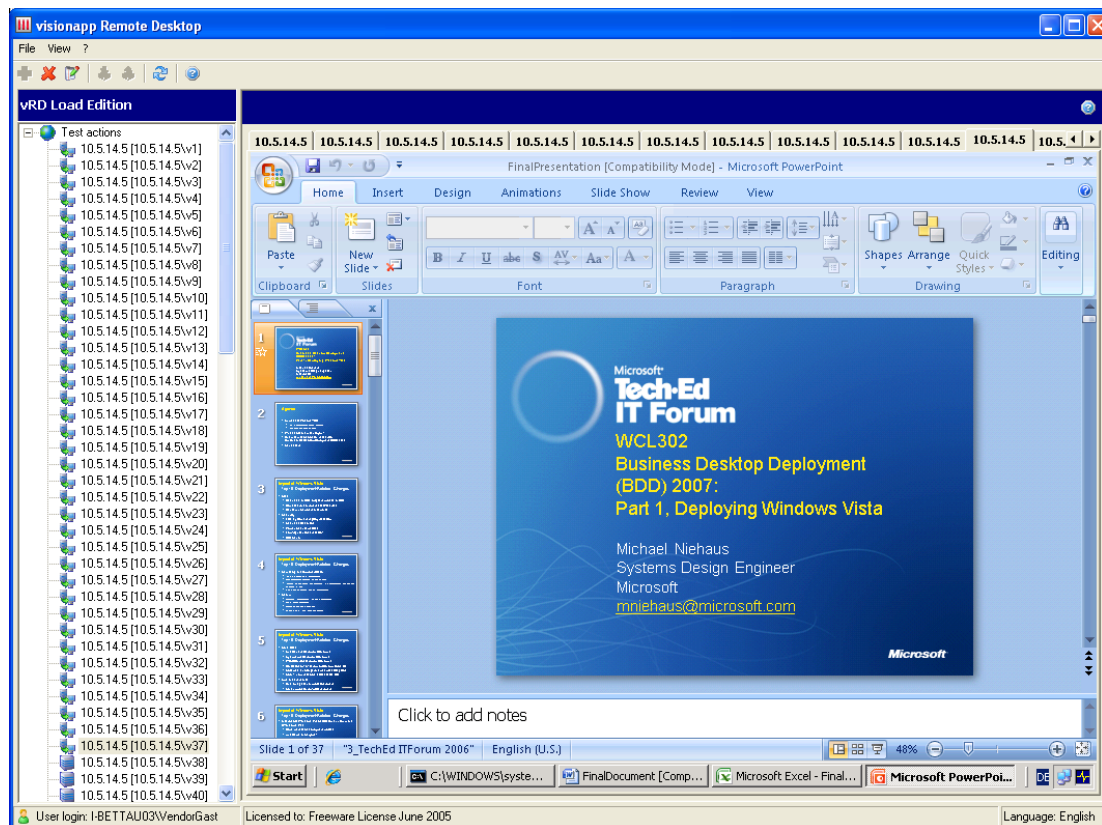 visionapp Remote Desktop
File View ?
vRD Load Edition
Test actions
10.5.14.5 [10.5.14.5\v1]
10.5.14.5 [10.5.14.5\v2]
10.5.14.5 [10.5.14.5\v3]
10.5.14.5 [10.5.14.5\v4]
10.5.14.5 [10.5.14.5\v5]
10.5.14.5 [10.5.14.5\v6]
10.5.14.5 [10.5.14.5\v7]
10.5.14.5 [10.5.14.5\v8]
10.5.14.5 [10.5.14.5\v9]
10.5.14.5 [10.5.14.5\v10]
10.5.14.5 [10.5.14.5\v11]
10.5.14.5 [10.5.14.5\v12]
10.5.14.5 [10.5.14.5\v13]
10.5.14.5 [10.5.14.5\v14]
10.5.14.5 [10.5.14.5\v15]
10.5.14.5 [10.5.14.5\v16]
10.5.14.5 [10.5.14.5\v17]
10.5.14.5 [10.5.14.5\v18]
10.5.14.5 [10.5.14.5\v19]
10.5.14.5 [10.5.14.5\v20]
10.5.14.5 [10.5.14.5\v21]
10.5.14.5 [10.5.14.5\v22]
10.5.14.5 [10.5.14.5\v23]
10.5.14.5 [10.5.14.5\v24]
10.5.14.5 [10.5.14.5\v25]
10.5.14.5 [10.5.14.5\v26]
10.5.14.5 [10.5.14.5\v27]
10.5.14.5 [10.5.14.5\v28]
10.5.14.5 [10.5.14.5\v29]
10.5.14.5 [10.5.14.5\v30]
10.5.14.5 [10.5.14.5\v31]
10.5.14.5 [10.5.14.5\v32]
10.5.14.5 [10.5.14.5\v33]
10.5.14.5 [10.5.14.5\v34]
10.5.14.5 [10.5.14.5\v35]
10.5.14.5 [10.5.14.5\v36]
10.5.14.5 [10.5.14.5\v37]
10.5.14.5 [10.5.14.5\v38]
10.5.14.5 [10.5.14.5\v39]
10.5.14.5 [10.5.14.5\v40]
10.5.14.5 10.5.14.5 10.5.14.5 10.5.14.5 10.5.14.5 10.5.14.5 10.5.14.5 10.5.14.5 10.5.14.5 10.5.14.5 10.5.14.5 10.5.14.5 10.5.
FinalPresentation [Compatibility Mode] - Microsoft PowerPoint
Home Insert Design Animations Slide Show Review View
Paste New Slide B I U abc S AV Aa A Shapes Arrange Quick Styles Editing
Clipboard Slides Font Paragraph Drawing
1
2
3
4
5
6
Microsoft
Tech·Ed
IT Forum
WCL302
Business Desktop Deployment
(BDD) 2007:
Part 1, Deploying Windows Vista
Michael Niehaus
Systems Design Engineer
Microsoft
mniehaus@microsoft.com
Microsoft
Click to add notes
Slide 1 of 37 "3_TechEd ITForum 2006" English (U.S.) 48%
Start C:\WINDOWS\syste... FinalDocument [Comp... Microsoft Excel - Final... Microsoft PowerPoi... DE
User login: I-BETTAU03\VendorGast Licensed to: Freeware License June 2005 Language: English